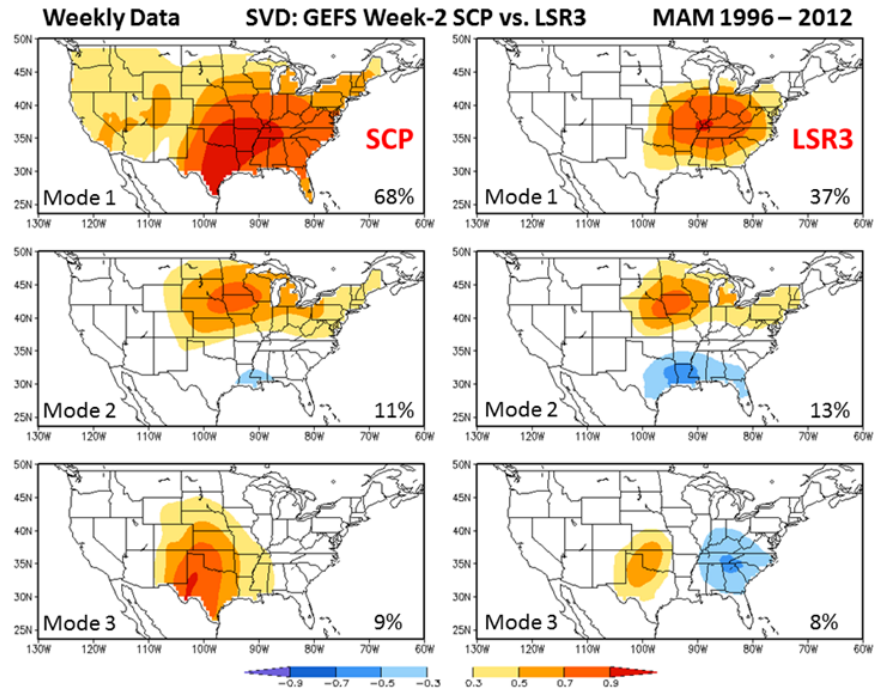 Weekly Data SVD: GEFS Week-2 SCP vs. LSR3 MAM 1996 – 2012
50N 50N
45N 45N
40N 40N
35N SCP 35N LSR3
30N 30N
25N Mode 1 68% 25N Mode 1 37%
130W 120W 110W 100W 90W 80W 70W 60W 130W 120W 110W 100W 90W 80W 70W 60W
50N 50N
45N 45N
40N 40N
35N 35N
30N 30N
25N Mode 2 11% 25N Mode 2 13%
130W 120W 110W 100W 90W 80W 70W 60W 130W 120W 110W 100W 90W 80W 70W 60W
50N 50N
45N 45N
40N 40N
35N 35N
30N 30N
25N Mode 3 9% 25N Mode 3 8%
130W 120W 110W 100W 90W 80W 70W 60W 130W 120W 110W 100W 90W 80W 70W 60W
-0.9 -0.7 -0.5 -0.3 0.3 0.5 0.7 0.9